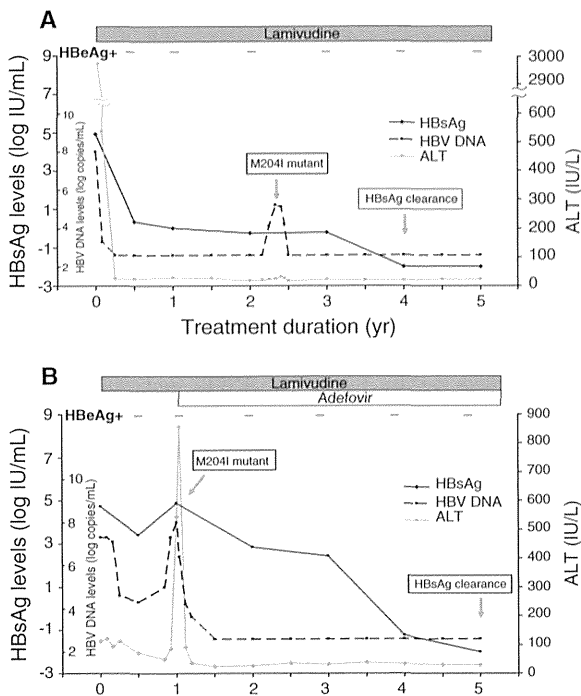 A
Lamivudine
HBeAg+
9
7
5
3
1
-1
-3
HBsAg levels (log IU/mL)
10
8
6
4
2
HBV DNA levels (log copies/mL)
3000
2900
600
500
400
300
200
100
0
ALT (IU/L)
HBsAg
HBV DNA
ALT
M204I mutant
HBsAg clearance
0 1 2 3 4 5
Treatment duration (yr)
B
Lamivudine
Adefovir
HBeAg+
9
7
5
3
1
-1
-3
HBsAg levels (log IU/mL)
10
8
6
4
2
HBV DNA levels (log copies/mL)
900
800
700
600
500
400
300
200
100
0
ALT (IU/L)
M204I mutant
HBsAg
HBV DNA
ALT
HBsAg clearance
0 1 2 3 4 5